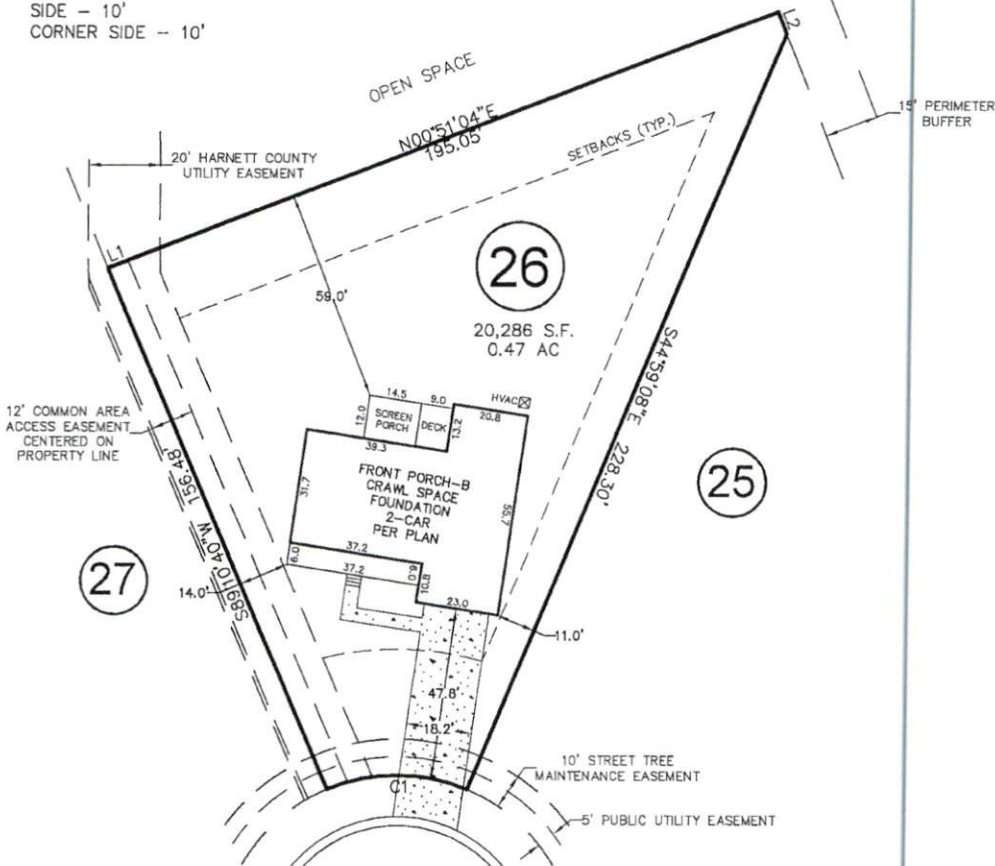 SIDE - 10'
CORNER SIDE - 10'
OPEN SPACE
N00°51'04"E
195.05'
L2
15' PERIMETER
BUFFER
SETBACKS (TYP.)
20' HARNETT COUNTY
UTILITY EASEMENT
L1
59.0'
26
20,286 S.F.
0.47 AC
S44°59'08"E 228.30'
12' COMMON AREA
ACCESS EASEMENT
CENTERED ON
PROPERTY LINE
S89°10'40"W 156.48'
14.5
9.0
HVAC
12.0
SCREEN
PORCH
DECK
13.2
20.8
39.3
FRONT PORCH-B
CRAWL SPACE
FOUNDATION
2-CAR
PER PLAN
31.7
55.7
25
27
37.2
6.0
37.2
6.0
10.8
14.0'
23.0
11.0'
47.8'
18.2'
C1
10' STREET TREE
MAINTENANCE EASEMENT
5' PUBLIC UTILITY EASEMENT